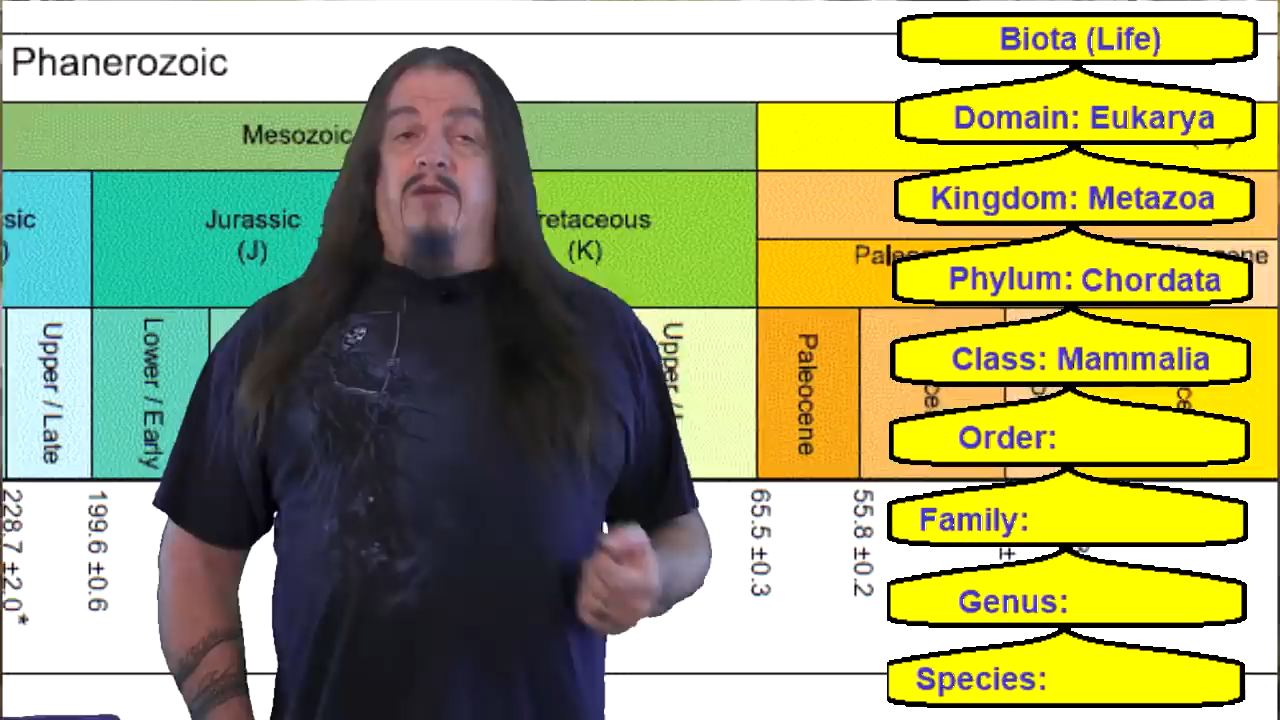 Phanerozoic
Mesozoic
sic
)
Jurassic
(J)
retaceous
(K)
Upper / Late
Lower / Early
Upper / L
Paleocene
228.7 ±2.0*
199.6 ±0.6
65.5 ±0.3
55.8 ±0.2
Biota (Life)
Domain: Eukarya
Kingdom: Metazoa
Phylum: Chordata
Class: Mammalia
Order:
Family:
Genus:
Species: